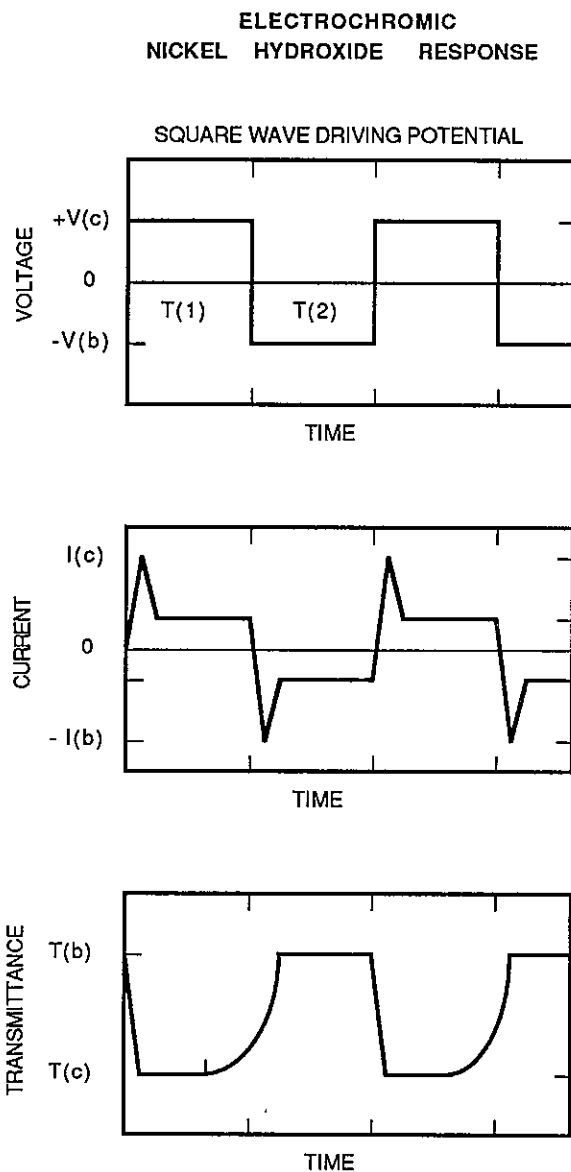 ELECTROCHROMIC
NICKEL HYDROXIDE RESPONSE
SQUARE WAVE DRIVING POTENTIAL
+V(c)
VOLTAGE
0
T(1) T(2)
-V(b)
TIME
I(c)
CURRENT
0
- I(b)
TIME
T(b)
TRANSMITTANCE
T(c)
TIME